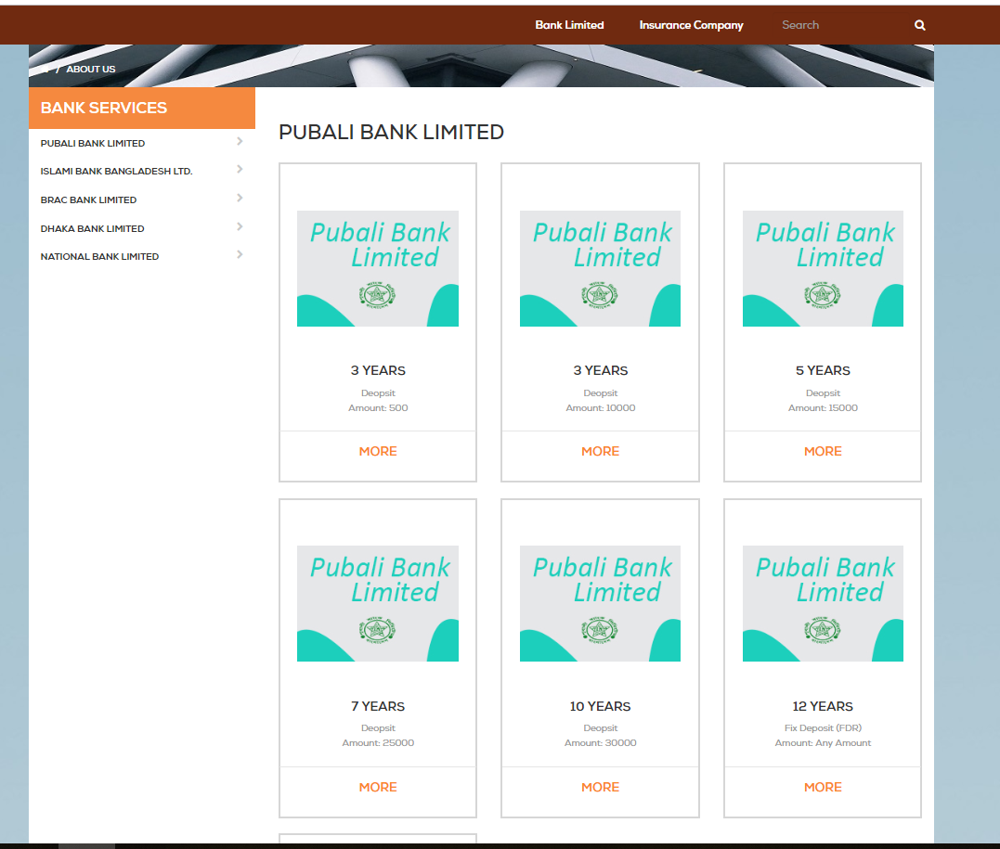 Bank Limited Insurance Company Search
/ ABOUT US
BANK SERVICES
PUBALI BANK LIMITED
ISLAMI BANK BANGLADESH LTD.
BRAC BANK LIMITED
DHAKA BANK LIMITED
NATIONAL BANK LIMITED
PUBALI BANK LIMITED
Pubali Bank
Limited
3 YEARS
Deopsit
Amount: 500
MORE
Pubali Bank
Limited
3 YEARS
Deopsit
Amount: 10000
MORE
Pubali Bank
Limited
5 YEARS
Deopsit
Amount: 15000
MORE
Pubali Bank
Limited
7 YEARS
Deopsit
Amount: 25000
MORE
Pubali Bank
Limited
10 YEARS
Deopsit
Amount: 30000
MORE
Pubali Bank
Limited
12 YEARS
Fix Deposit (FDR)
Amount: Any Amount
MORE